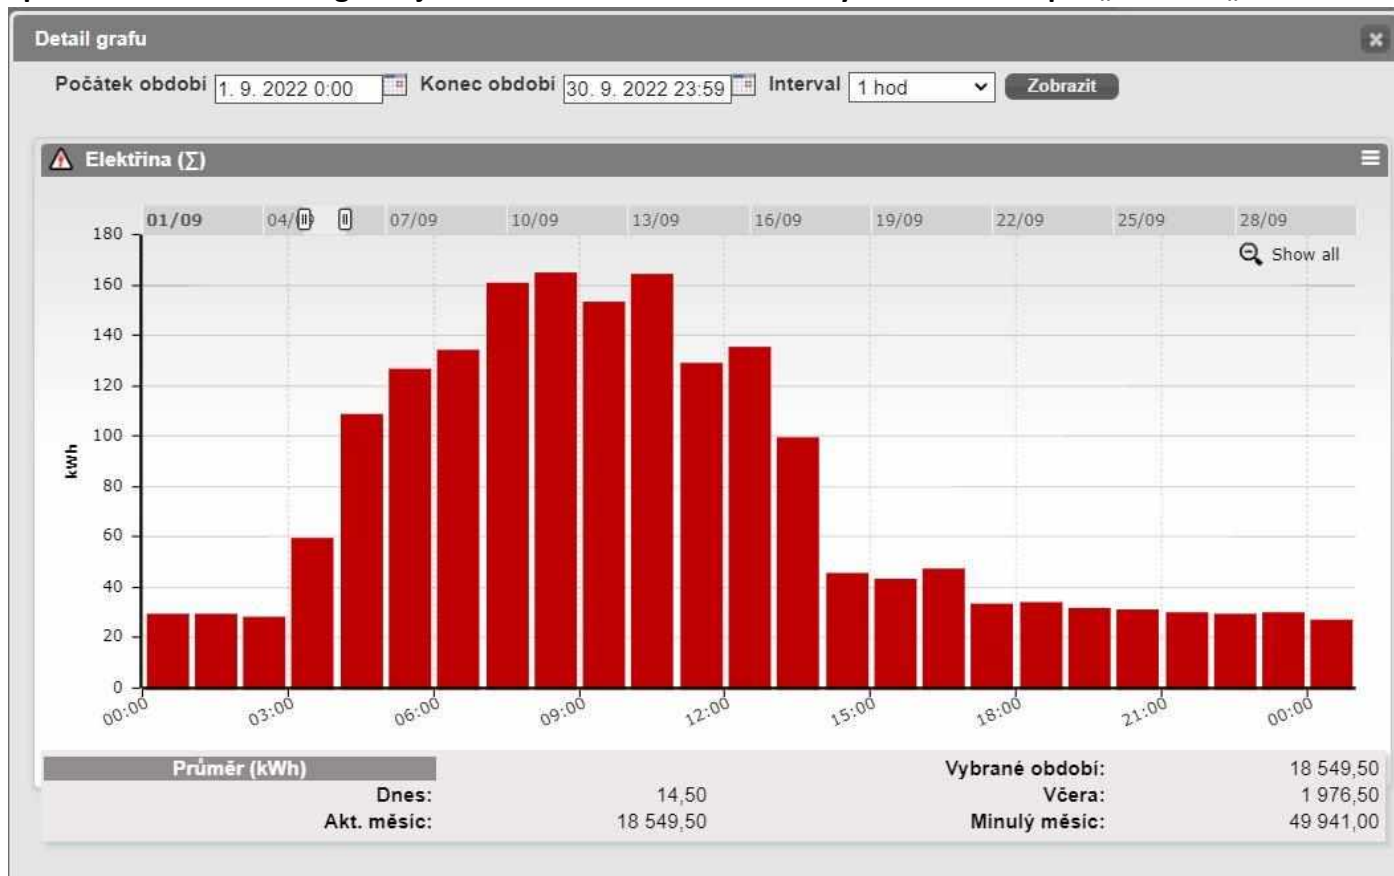 Detail grafu
Počátek období 1. 9. 2022 0:00 Konec období 30. 9. 2022 23:59 Interval 1 hod Zobrazit
Elektřina (∑)
01/09 04/ 07/09 10/09 13/09 16/09 19/09 22/09 25/09 28/09
Show all
180
160
140
120
100
80
60
40
20
0
kWh
00:00 03:00 06:00 09:00 12:00 15:00 18:00 21:00 00:00
Průměr (kWh) Vybrané období: 18 549,50
Dnes: 14,50 Včera: 1 976,50
Akt. měsíc: 18 549,50 Minulý měsíc: 49 941,00